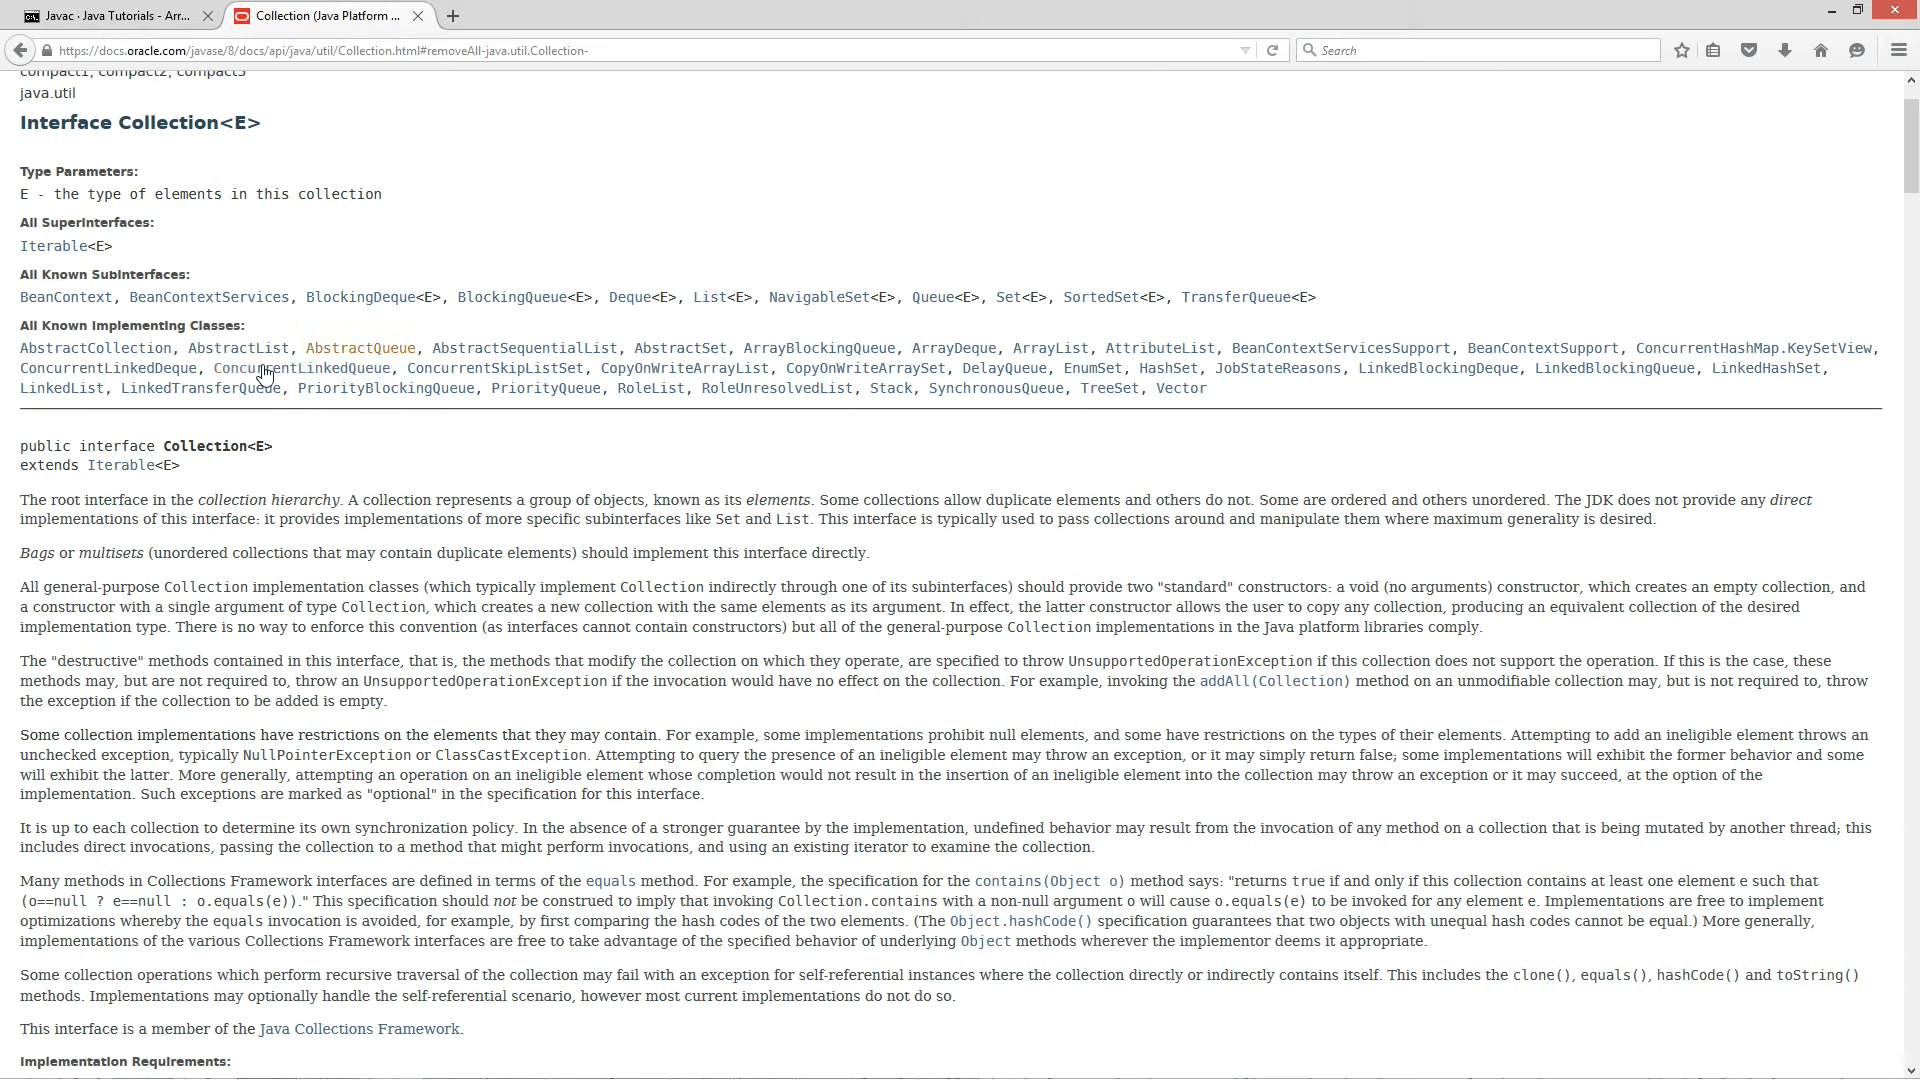 Javac · Java Tutorials - Arr...
Collection (Java Platform ...
https://docs.oracle.com/javase/8/docs/api/java/util/Collection.html#removeAll-java.util.Collection-
Search
compact1, compact2, compact3
java.util
Interface Collection<E>
Type Parameters:
E - the type of elements in this collection
All Superinterfaces:
Iterable<E>
All Known Subinterfaces:
BeanContext, BeanContextServices, BlockingDeque<E>, BlockingQueue<E>, Deque<E>, List<E>, NavigableSet<E>, Queue<E>, Set<E>, SortedSet<E>, TransferQueue<E>
All Known Implementing Classes:
AbstractCollection, AbstractList, AbstractQueue, AbstractSequentialList, AbstractSet, ArrayBlockingQueue, ArrayDeque, ArrayList, AttributeList, BeanContextServicesSupport, BeanContextSupport, ConcurrentHashMap.KeySetView,
ConcurrentLinkedDeque, ConcurrentLinkedQueue, ConcurrentSkipListSet, CopyOnWriteArrayList, CopyOnWriteArraySet, DelayQueue, EnumSet, HashSet, JobStateReasons, LinkedBlockingDeque, LinkedBlockingQueue, LinkedHashSet,
LinkedList, LinkedTransferQueue, PriorityBlockingQueue, PriorityQueue, RoleList, RoleUnresolvedList, Stack, SynchronousQueue, TreeSet, Vector
public interface Collection<E>
extends Iterable<E>
The root interface in the collection hierarchy. A collection represents a group of objects, known as its elements. Some collections allow duplicate elements and others do not. Some are ordered and others unordered. The JDK does not provide any direct
implementations of this interface: it provides implementations of more specific subinterfaces like Set and List. This interface is typically used to pass collections around and manipulate them where maximum generality is desired.
Bags or multisets (unordered collections that may contain duplicate elements) should implement this interface directly.
All general-purpose Collection implementation classes (which typically implement Collection indirectly through one of its subinterfaces) should provide two "standard" constructors: a void (no arguments) constructor, which creates an empty collection, and
a constructor with a single argument of type Collection, which creates a new collection with the same elements as its argument. In effect, the latter constructor allows the user to copy any collection, producing an equivalent collection of the desired
implementation type. There is no way to enforce this convention (as interfaces cannot contain constructors) but all of the general-purpose Collection implementations in the Java platform libraries comply.
The "destructive" methods contained in this interface, that is, the methods that modify the collection on which they operate, are specified to throw UnsupportedOperationException if this collection does not support the operation. If this is the case, these
methods may, but are not required to, throw an UnsupportedOperationException if the invocation would have no effect on the collection. For example, invoking the addAll(Collection) method on an unmodifiable collection may, but is not required to, throw
the exception if the collection to be added is empty.
Some collection implementations have restrictions on the elements that they may contain. For example, some implementations prohibit null elements, and some have restrictions on the types of their elements. Attempting to add an ineligible element throws an
unchecked exception, typically NullPointerException or ClassCastException. Attempting to query the presence of an ineligible element may throw an exception, or it may simply return false; some implementations will exhibit the former behavior and some
will exhibit the latter. More generally, attempting an operation on an ineligible element whose completion would not result in the insertion of an ineligible element into the collection may throw an exception or it may succeed, at the option of the
implementation. Such exceptions are marked as "optional" in the specification for this interface.
It is up to each collection to determine its own synchronization policy. In the absence of a stronger guarantee by the implementation, undefined behavior may result from the invocation of any method on a collection that is being mutated by another thread; this
includes direct invocations, passing the collection to a method that might perform invocations, and using an existing iterator to examine the collection.
Many methods in Collections Framework interfaces are defined in terms of the equals method. For example, the specification for the contains(Object o) method says: "returns true if and only if this collection contains at least one element e such that
(o==null ? e==null : o.equals(e))." This specification should not be construed to imply that invoking Collection.contains with a non-null argument o will cause o.equals(e) to be invoked for any element e. Implementations are free to implement
optimizations whereby the equals invocation is avoided, for example, by first comparing the hash codes of the two elements. (The Object.hashCode() specification guarantees that two objects with unequal hash codes cannot be equal.) More generally,
implementations of the various Collections Framework interfaces are free to take advantage of the specified behavior of underlying Object methods wherever the implementor deems it appropriate.
Some collection operations which perform recursive traversal of the collection may fail with an exception for self-referential instances where the collection directly or indirectly contains itself. This includes the clone(), equals(), hashCode() and toString()
methods. Implementations may optionally handle the self-referential scenario, however most current implementations do not do so.
This interface is a member of the Java Collections Framework.
Implementation Requirements: